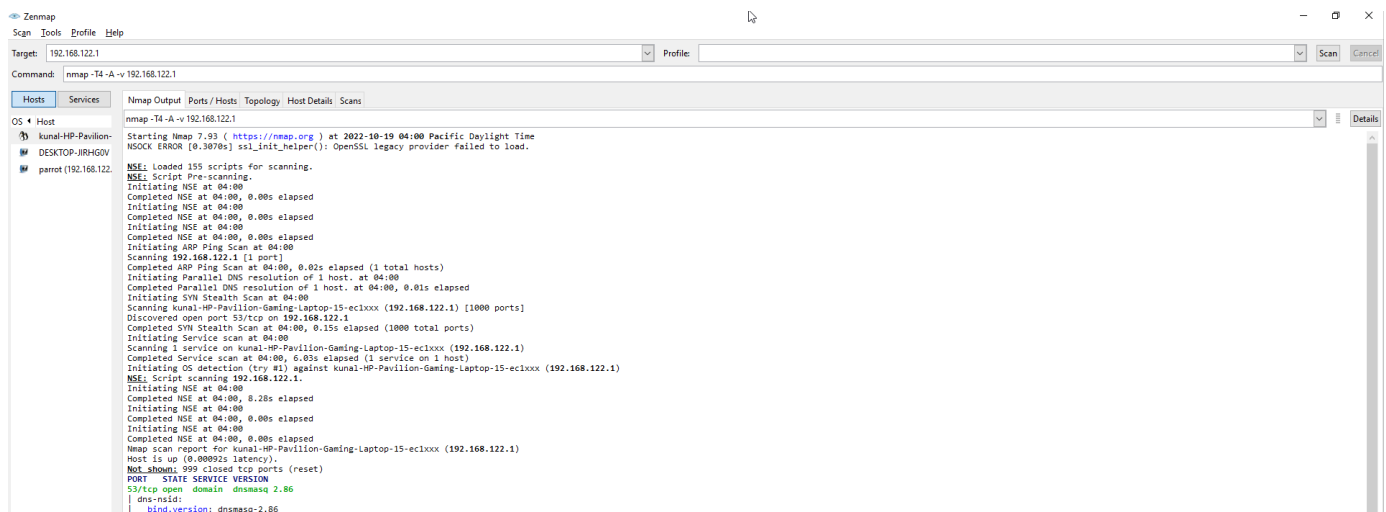 Zenmap
Scan Tools Profile Help
Target: 192.168.122.1 Profile: Scan Cancel
Command: nmap -T4 -A -v 192.168.122.1
Hosts Services Nmap Output Ports / Hosts Topology Host Details Scans
OS Host nmap -T4 -A -v 192.168.122.1 Details
kunal-HP-Pavilion-
DESKTOP-JIRHG0V
parrot (192.168.122.
Starting Nmap 7.93 ( https://nmap.org ) at 2022-10-19 04:00 Pacific Daylight Time
NSOCK ERROR [0.3070s] ssl_init_helper(): OpenSSL legacy provider failed to load.
NSE: Loaded 155 scripts for scanning.
NSE: Script Pre-scanning.
Initiating NSE at 04:00
Completed NSE at 04:00, 0.00s elapsed
Initiating NSE at 04:00
Completed NSE at 04:00, 0.00s elapsed
Initiating NSE at 04:00
Completed NSE at 04:00, 0.00s elapsed
Initiating ARP Ping Scan at 04:00
Scanning 192.168.122.1 [1 port]
Completed ARP Ping Scan at 04:00, 0.02s elapsed (1 total hosts)
Initiating Parallel DNS resolution of 1 host. at 04:00
Completed Parallel DNS resolution of 1 host. at 04:00, 0.01s elapsed
Initiating SYN Stealth Scan at 04:00
Scanning kunal-HP-Pavilion-Gaming-Laptop-15-ec1xxx (192.168.122.1) [1000 ports]
Discovered open port 53/tcp on 192.168.122.1
Completed SYN Stealth Scan at 04:00, 0.15s elapsed (1000 total ports)
Initiating Service scan at 04:00
Scanning 1 service on kunal-HP-Pavilion-Gaming-Laptop-15-ec1xxx (192.168.122.1)
Completed Service scan at 04:00, 6.03s elapsed (1 service on 1 host)
Initiating OS detection (try #1) against kunal-HP-Pavilion-Gaming-Laptop-15-ec1xxx (192.168.122.1)
NSE: Script scanning 192.168.122.1.
Initiating NSE at 04:00
Completed NSE at 04:00, 8.28s elapsed
Initiating NSE at 04:00
Completed NSE at 04:00, 0.00s elapsed
Initiating NSE at 04:00
Completed NSE at 04:00, 0.00s elapsed
Nmap scan report for kunal-HP-Pavilion-Gaming-Laptop-15-ec1xxx (192.168.122.1)
Host is up (0.00092s latency).
Not shown: 999 closed tcp ports (reset)
PORT STATE SERVICE VERSION
53/tcp open domain dnsmasq 2.86
| dns-nsid:
| bind.version: dnsmasq-2.86